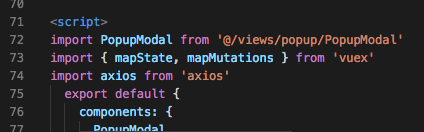 70
71 <script>
72 import PopupModal from '@/views/popup/PopupModal'
73 import { mapState, mapMutations } from 'vuex'
74 import axios from 'axios'
75 export default {
76 components: {
77 PopupModal